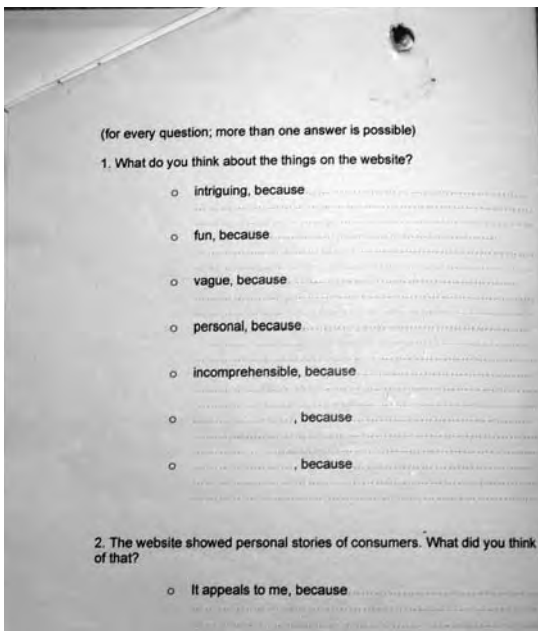 (for every question; more than one answer is possible)
1. What do you think about the things on the website?
o intriguing, because
o fun, because
o vague, because
o personal, because
o incomprehensible, because
o , because
o , because
2. The website showed personal stories of consumers. What did you think
of that?
o It appeals to me, because